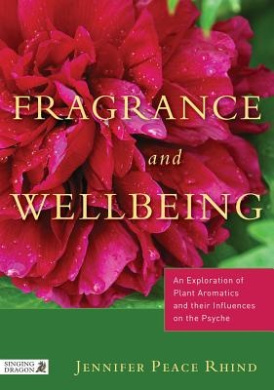 FRAGRANCE
and
WELLBEING
An Exploration of
Plant Aromatics
and their Influences
on the Psyche
SINGING
DRAGON
JENNIFER PEACE RHIND